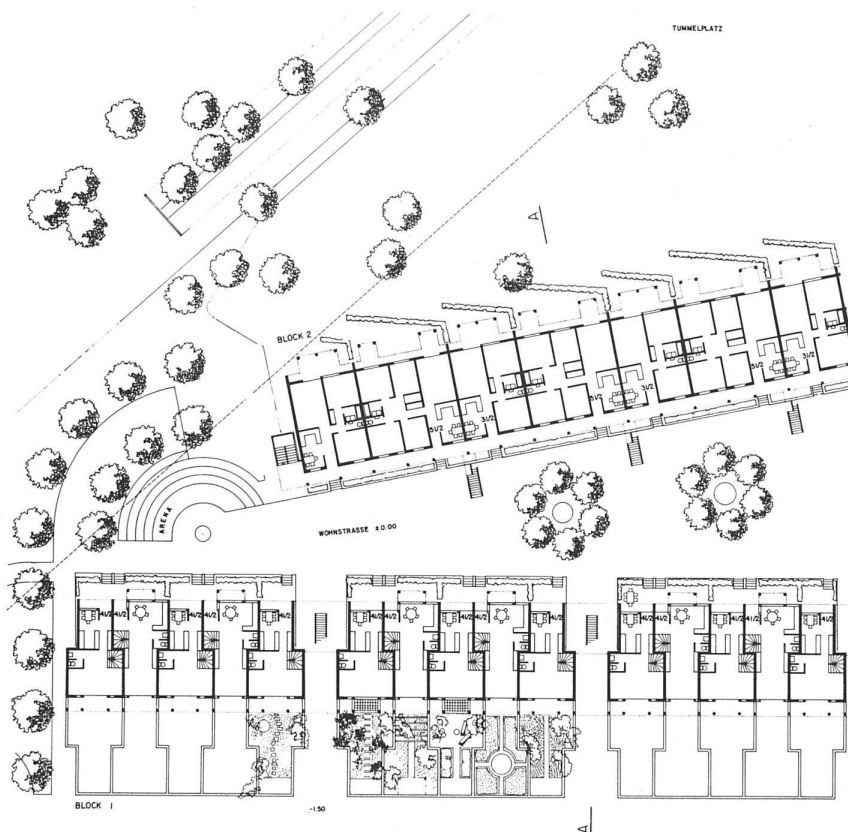 TUMMELPLATZ
A
BLOCK 2
5 1/2 3 1/2
5 1/2 3 1/2
5 1/2 3 1/2
ARENA
WOHNSTRASSE ±0.00
4 1/2 4 1/2 4 1/2 4 1/2 4 1/2
4 1/2 4 1/2 4 1/2 4 1/2 4 1/2
4 1/2 4 1/2 4 1/2 4 1/2 4 1/2
BLOCK 1
-1.50
A